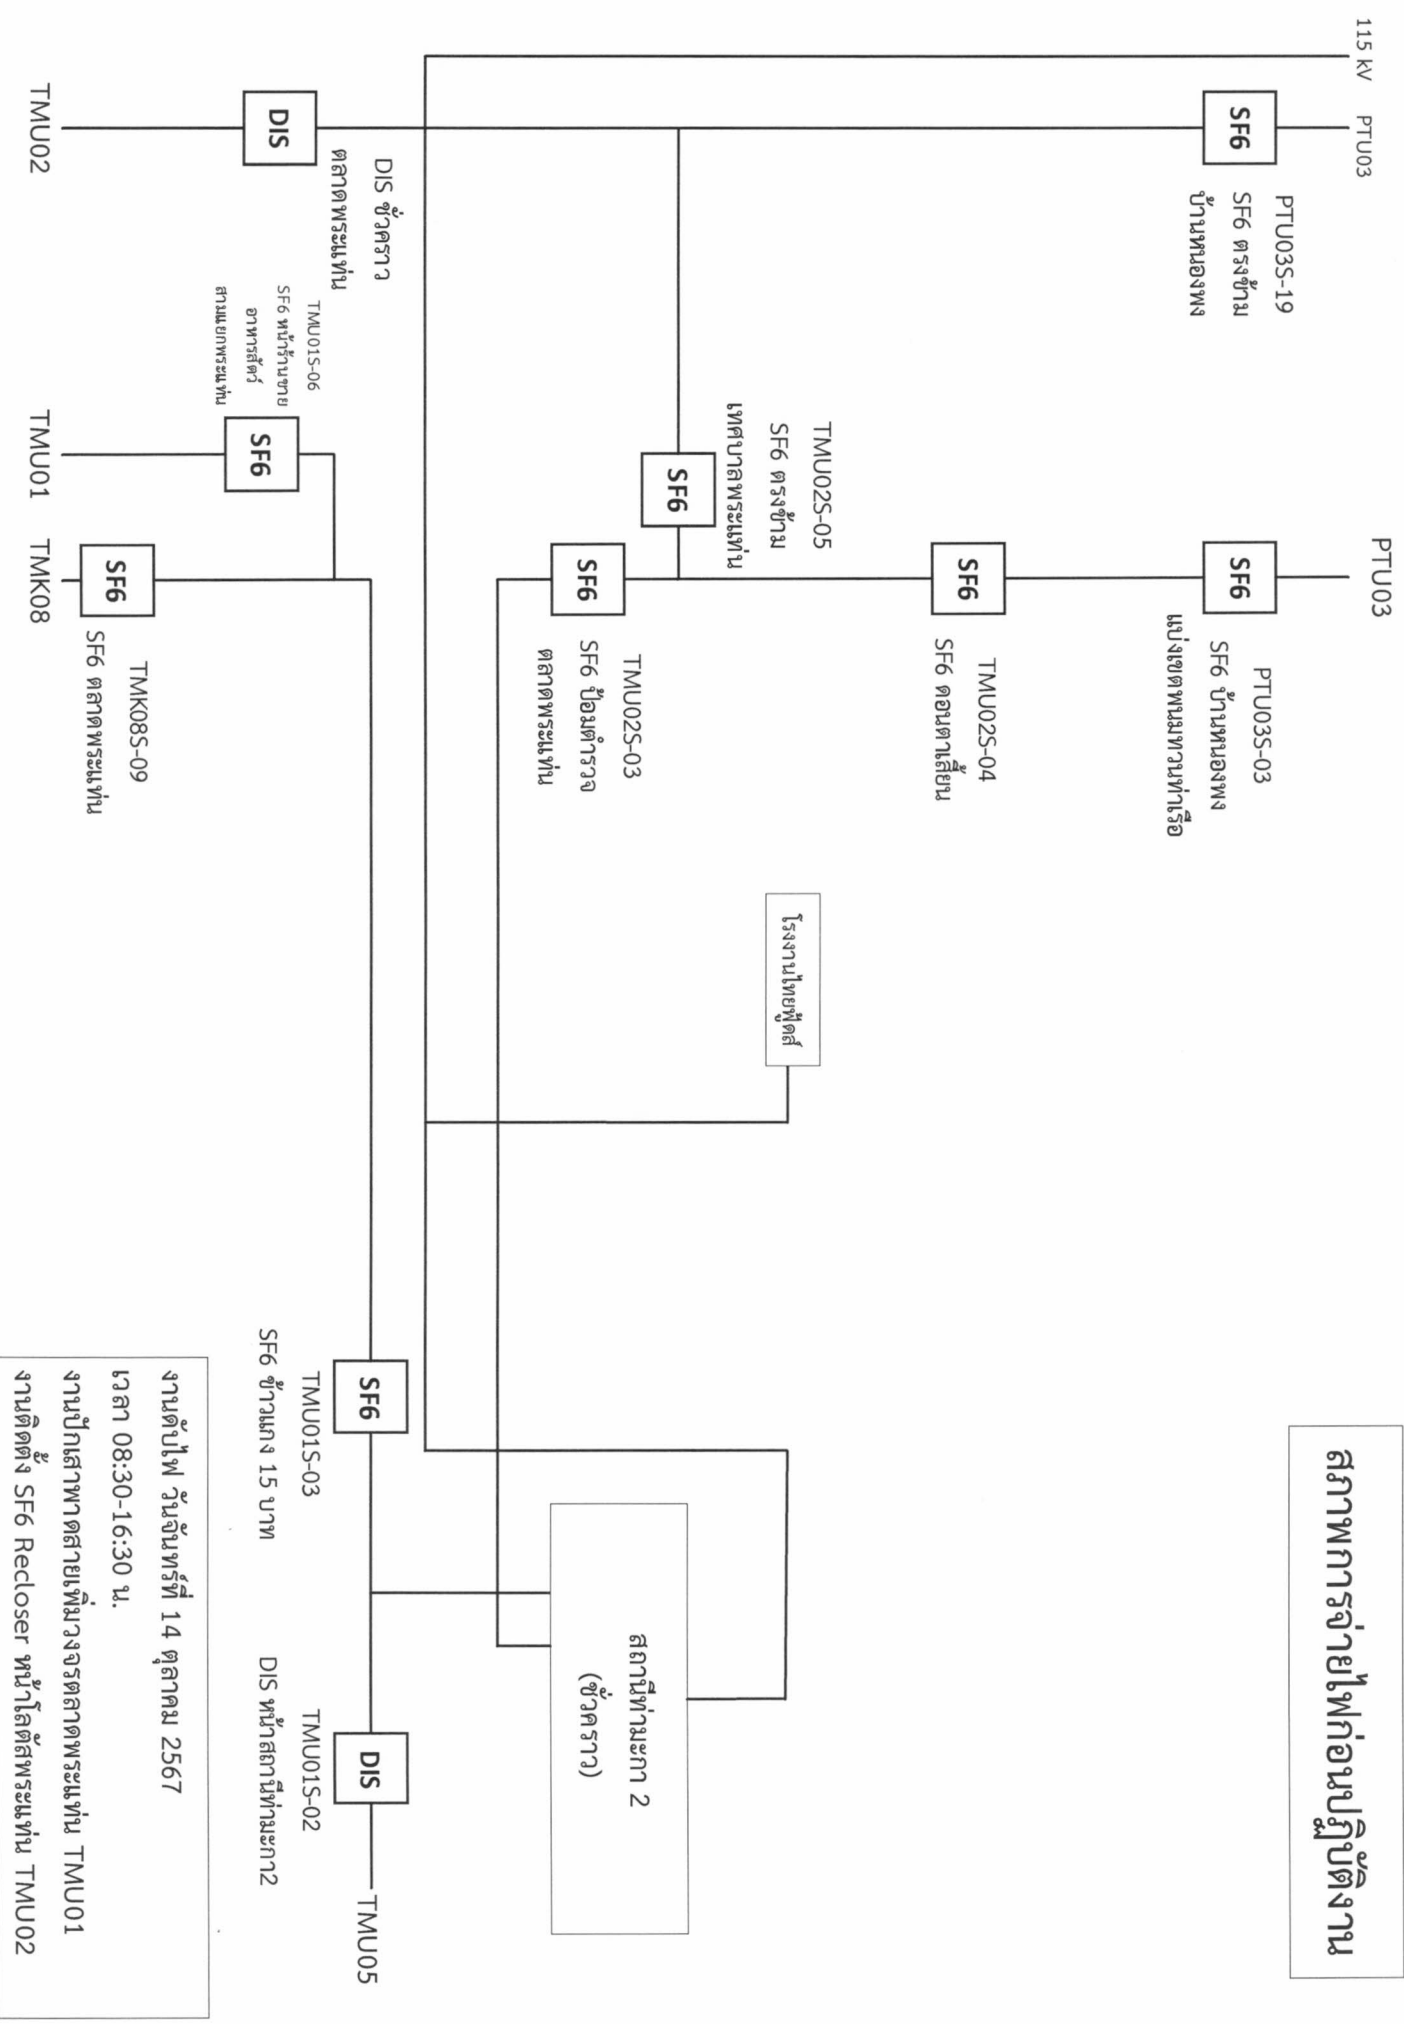 สภาพการจ่ายไฟก่อนปฏิบัติงาน
115 kV
PTU03
SF6
PTU03S-19
SF6 ตรงข้าม
บ้านหนองพง
PTU03
SF6
PTU03S-03
SF6 บ้านหนองพง
แบ่งเขตพนมทวนท่าเรือ
SF6
TMU02S-04
SF6 ดอนตาเสี้ยน
TMU02S-05
SF6 ตรงข้าม
เทศบาลพระแท่น
SF6
SF6
TMU02S-03
SF6 ป้อมตำรวจ
ตลาดพระแท่น
โรงงานไทยฟู้ดส์
สถานีท่ามะกา 2
(ชั่วคราว)
DIS ชั่วคราว
ตลาดพระแท่น
DIS
TMU02
TMU01S-06
SF6 หน้าร้านขาย
อาหารสัตว์
สามแยกพระแท่น
SF6
TMU01
SF6
TMK08
TMK08S-09
SF6 ตลาดพระแท่น
SF6
TMU01S-03
SF6 ข้าวแกง 15 บาท
DIS
TMU01S-02
DIS หน้าสถานีท่ามะกา2
TMU05
งานดับไฟ วันจันทร์ที่ 14 ตุลาคม 2567
เวลา 08:30-16:30 น.
งานปักเสาพาดสายเพิ่มวงจรตลาดพระแท่น TMU01
งานติดตั้ง SF6 Recloser หน้าโลตัสพระแท่น TMU02